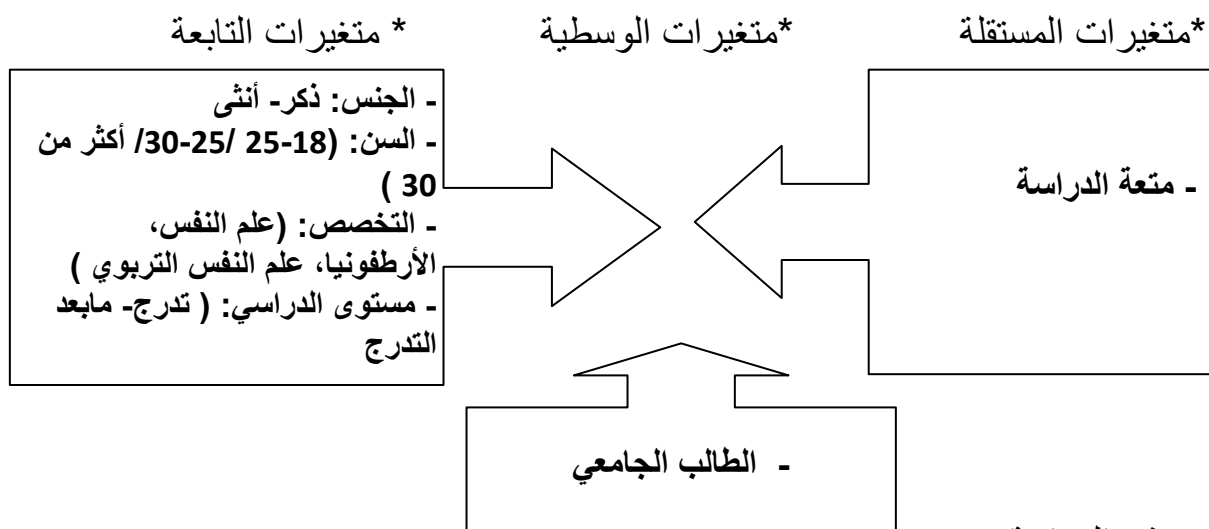 *متغيرات المستقلة
*متغيرات الوسطية
* متغيرات التابعة
- متعة الدراسة
- الجنس: ذكر- أنثى
- السن: (18-25 /25-30/ أكثر من
30 )
- التخصص: (علم النفس،
الأرطفونيا، علم النفس التربوي )
- مستوى الدراسي: ( تدرج- مابعد
التدرج
- الطالب الجامعي